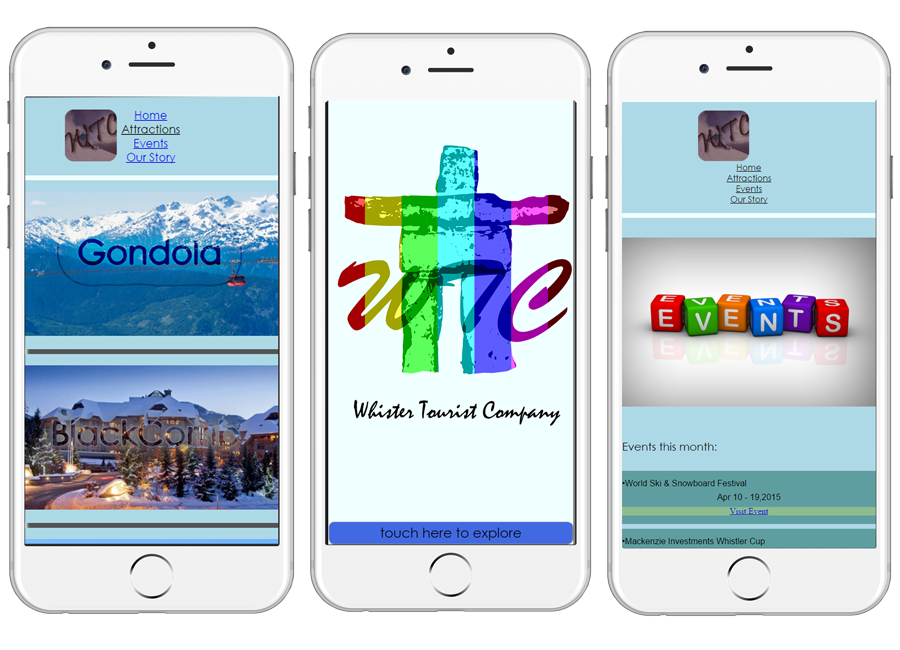 WTC
Home
Attractions
Events
Our Story
Gondola
BlackComb
WTC
Whister Tourist Company
touch here to explore
WTC
Home
Attractions
Events
Our Story
EVENTS
Events this month:
•World Ski & Snowboard Festival
Apr 10 - 19,2015
Visit Event
•Mackenzie Investments Whistler Cup